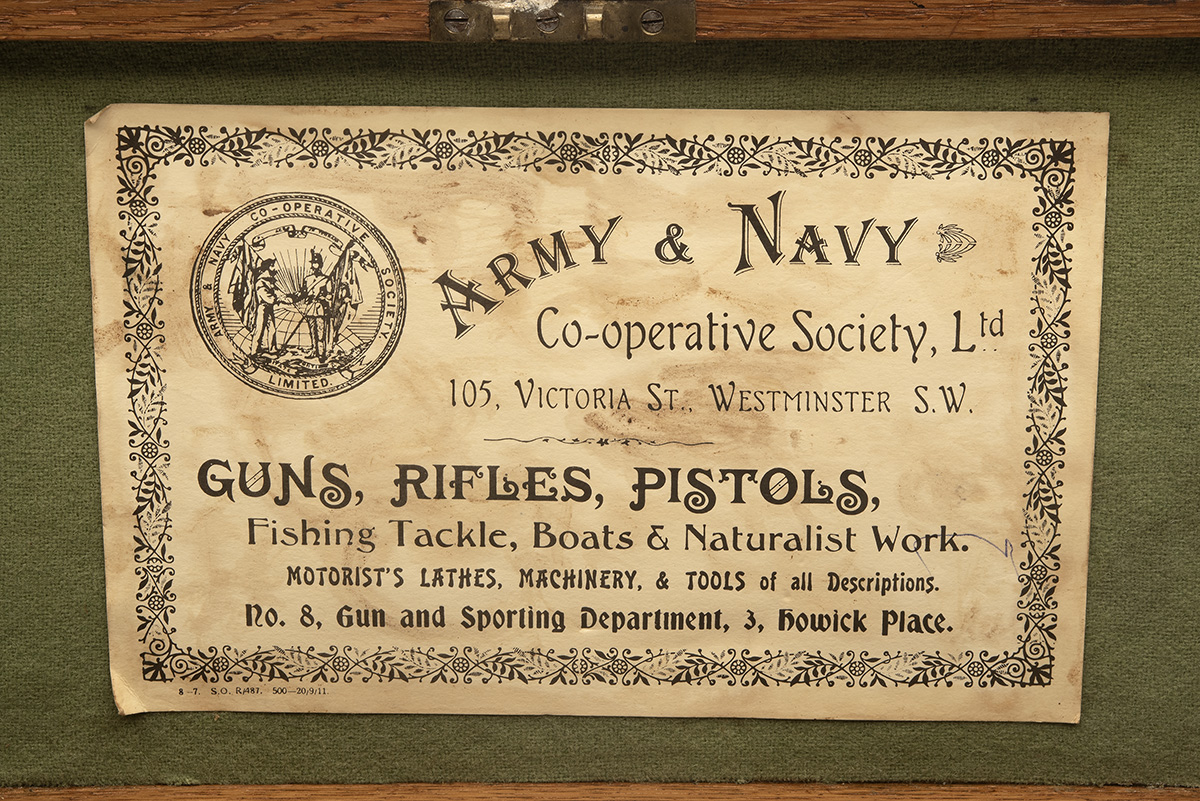 ARMY & NAVY CO-OPERATIVE SOCIETY.
LIMITED.
ARMY & NAVY
Co-operative Society, Ltd
105, VICTORIA ST., WESTMINSTER S.W.
GUNS, RIFLES, PISTOLS,
Fishing Tackle, Boats & Naturalist Work.
MOTORIST'S LATHES, MACHINERY, & TOOLS of all Descriptions.
No. 8, Gun and Sporting Department, 3, Howick Place.
8-7. S.O. R/487. 500—20/9/11.